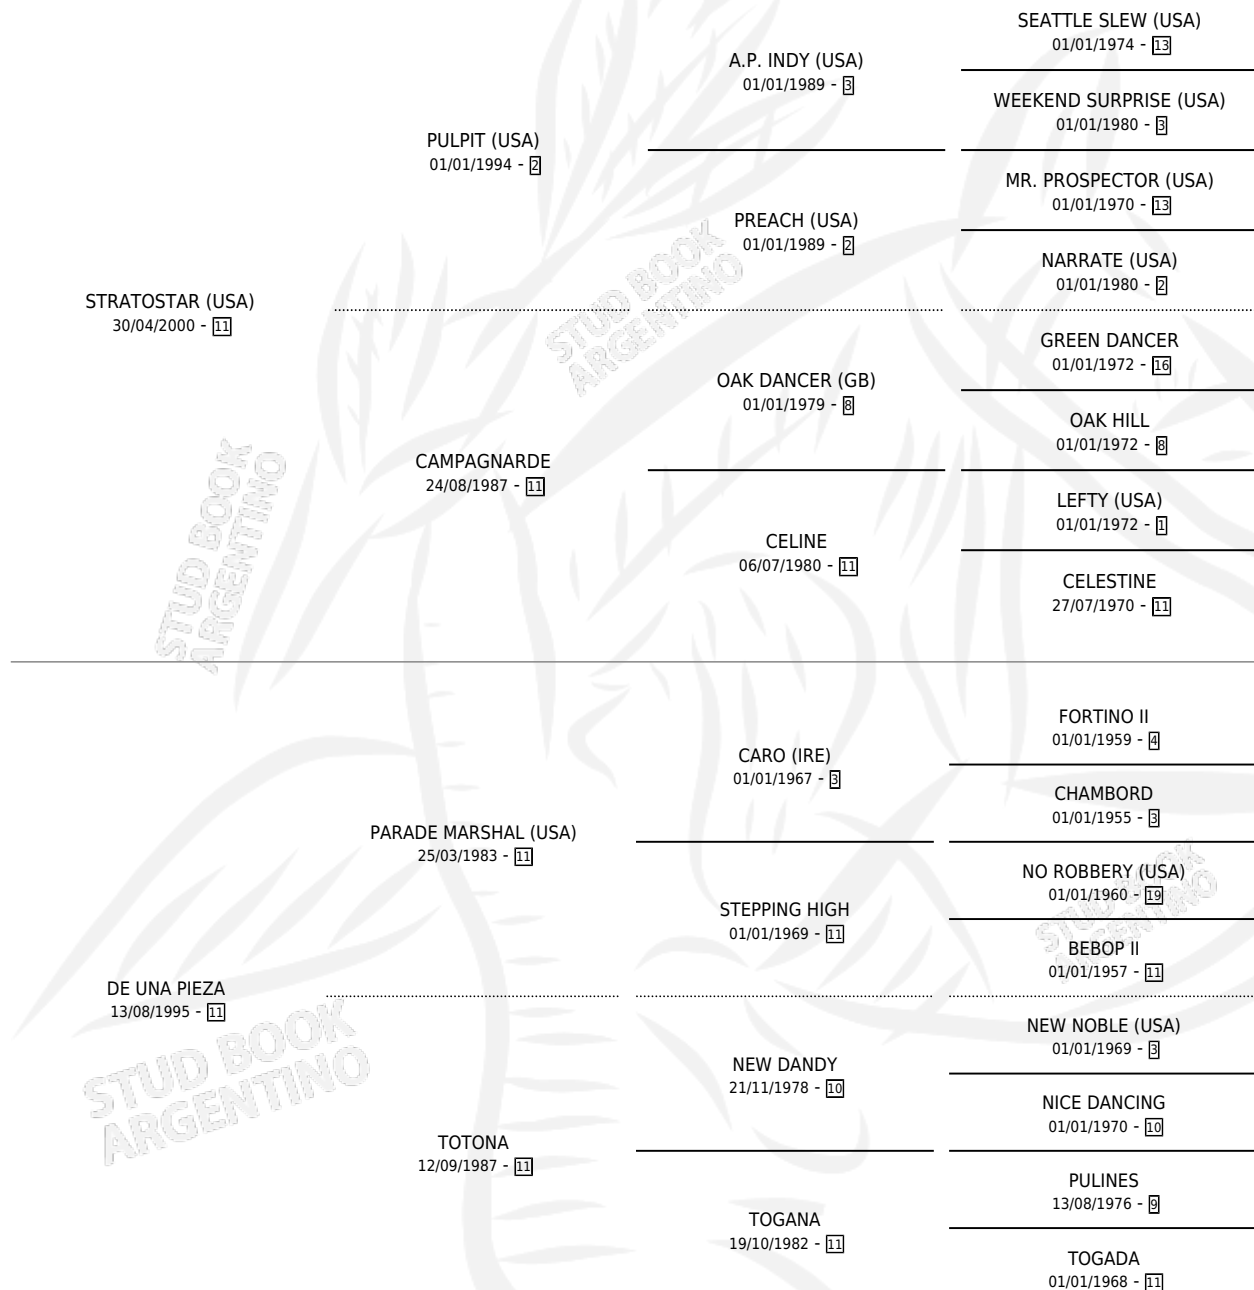 SEATTLE SLEW (USA)
01/01/1974 - 13
A.P. INDY (USA)
01/01/1989 - 3
WEEKEND SURPRISE (USA)
01/01/1980 - 3
PULPIT (USA)
01/01/1994 - 2
MR. PROSPECTOR (USA)
01/01/1970 - 13
PREACH (USA)
01/01/1989 - 2
NARRATE (USA)
01/01/1980 - 2
STRATOSTAR (USA)
30/04/2000 - 11
GREEN DANCER
01/01/1972 - 16
OAK DANCER (GB)
01/01/1979 - 8
OAK HILL
01/01/1972 - 8
CAMPAGNARDE
24/08/1987 - 11
LEFTY (USA)
01/01/1972 - 1
CELINE
06/07/1980 - 11
CELESTINE
27/07/1970 - 11
FORTINO II
01/01/1959 - 4
CARO (IRE)
01/01/1967 - 3
CHAMBORD
01/01/1955 - 3
PARADE MARSHAL (USA)
25/03/1983 - 11
NO ROBBERY (USA)
01/01/1960 - 19
STEPPING HIGH
01/01/1969 - 11
BEBOP II
01/01/1957 - 11
DE UNA PIEZA
13/08/1995 - 11
NEW NOBLE (USA)
01/01/1969 - 3
NEW DANDY
21/11/1978 - 10
NICE DANCING
01/01/1970 - 10
TOTONA
12/09/1987 - 11
PULINES
13/08/1976 - 9
TOGANA
19/10/1982 - 11
TOGADA
01/01/1968 - 11
STUD BOOK
ARGENTINO
STUD BOOK
ARGENTINO
STUD BOOK
ARGENTINO
STUD BOOK
ARGENTINO